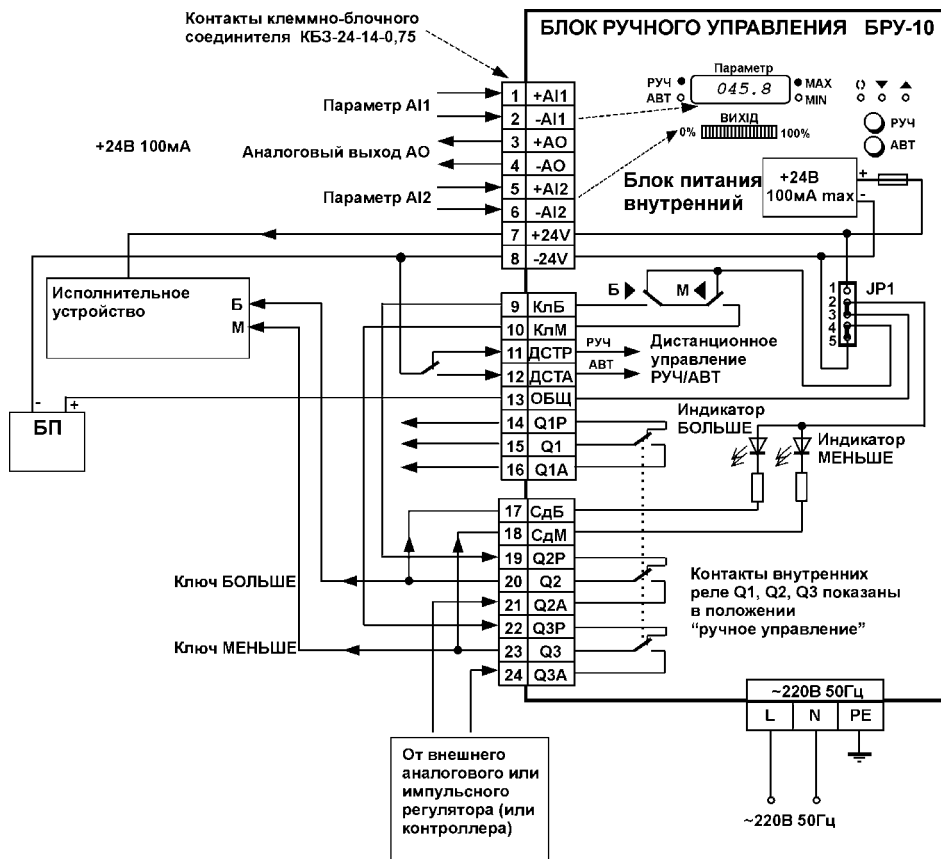 Контакты клеммно-блочного
соединителя КБЗ-24-14-0,75
БЛОК РУЧНОГО УПРАВЛЕНИЯ БРУ-10
Параметр
РУЧ
АВТ
045.8
MAX
MIN
ВИХІД
0%
100%
РУЧ
АВТ
Параметр AI1
+24В 100мА
Аналоговый выход АО
Параметр AI2
1 +AI1
2 -AI1
3 +AO
4 -AO
5 +AI2
6 -AI2
7 +24V
8 -24V
Блок питания
внутренний
+24В
100мА max
+
-
Исполнительное
устройство
Б
М
9 КлБ
10 КлМ
11 ДСТР
12 ДСТА
13 ОБЩ
14 Q1P
15 Q1
16 Q1A
Б
М
РУЧ
АВТ
Дистанционное
управление
РУЧ/АВТ
1
2
3
4
5
JP1
-
+
БП
Индикатор
БОЛЬШЕ
Индикатор
МЕНЬШЕ
17 СдБ
18 СдМ
19 Q2P
20 Q2
21 Q2A
22 Q3P
23 Q3
24 Q3A
Ключ БОЛЬШЕ
Ключ МЕНЬШЕ
Контакты внутренних
реле Q1, Q2, Q3 показаны
в положении
“ручное управление”
~220В 50Гц
L N PE
~220В 50Гц
От внешнего
аналогового или
импульсного
регулятора (или
контроллера)